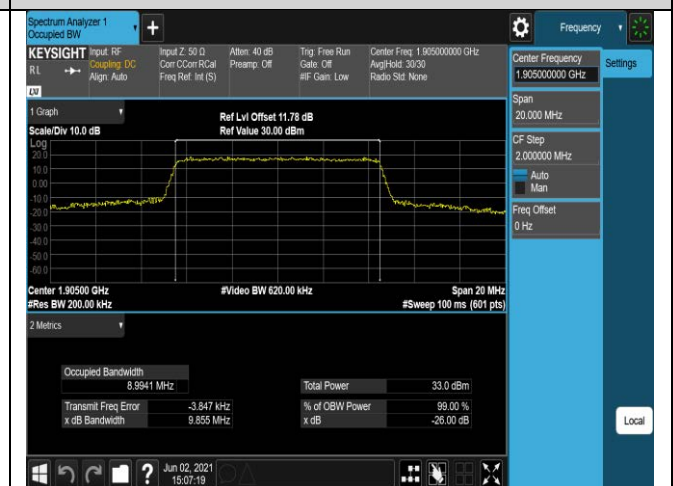 Spectrum Analyzer 1
Occupied BW
Frequency
KEYSIGHT
Input: RF
Coupling: DC
Align: Auto
RL
Input Z: 50 Ω
Corr CCorr RCal
Freq Ref: Int (S)
Atten: 40 dB
Preamp: Off
Trig: Free Run
Gate: Off
#IF Gain: Low
Center Freq: 1.905000000 GHz
Avg|Hold: 30/30
Radio Std: None
LXI
Center Frequency
1.905000000 GHz
Settings
Span
20.000 MHz
CF Step
2.000000 MHz
Auto
Man
Freq Offset
0 Hz
1 Graph
Scale/Div 10.0 dB
Ref Lvl Offset 11.78 dB
Ref Value 30.00 dBm
Log
20.0
10.0
0.00
-10.0
-20.0
-30.0
-40.0
-50.0
-60.0
Center 1.90500 GHz
#Video BW 620.00 kHz
Span 20 MHz
#Res BW 200.00 kHz
#Sweep 100 ms (601 pts)
2 Metrics
Occupied Bandwidth
8.9941 MHz
Total Power
33.0 dBm
Transmit Freq Error
-3.847 kHz
% of OBW Power
99.00 %
x dB Bandwidth
9.855 MHz
x dB
-26.00 dB
Local
?
Jun 02, 2021
15:07:19